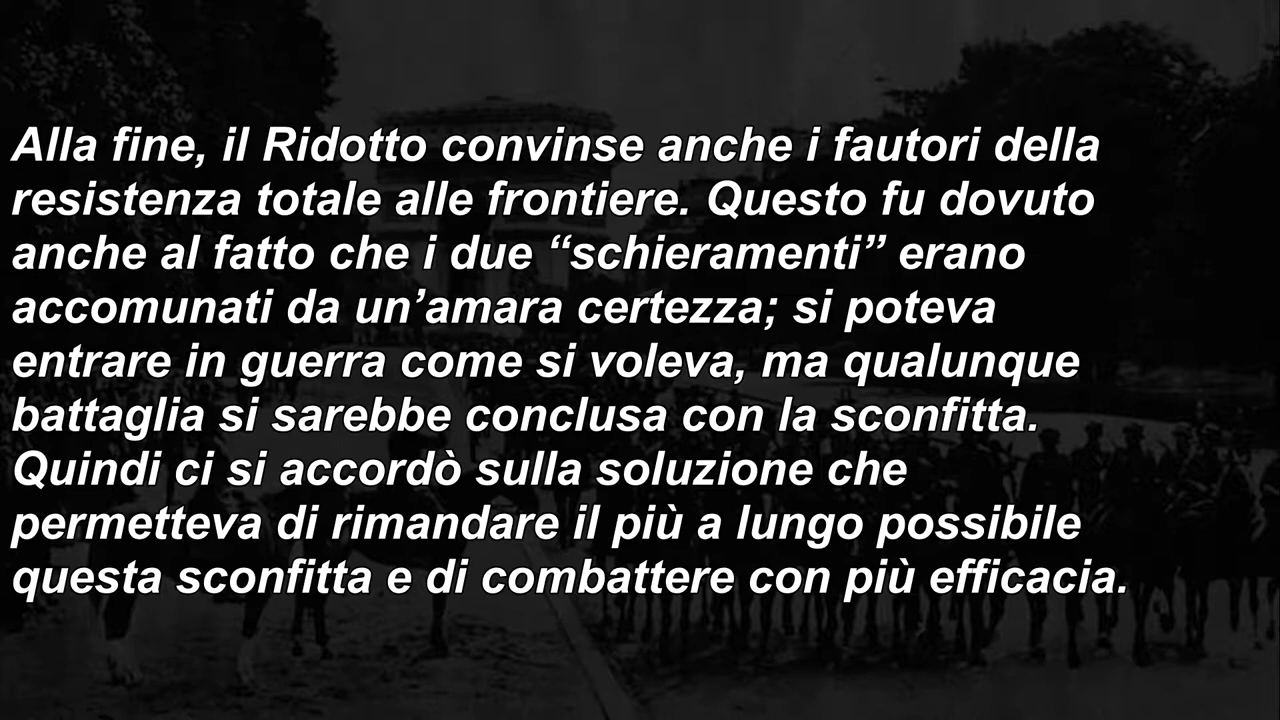 Alla fine, il Ridotto convinse anche i fautori della
resistenza totale alle frontiere. Questo fu dovuto
anche al fatto che i due “schieramenti” erano
accomunati da un’amara certezza; si poteva
entrare in guerra come si voleva, ma qualunque
battaglia si sarebbe conclusa con la sconfitta.
Quindi ci si accordò sulla soluzione che
permetteva di rimandare il più a lungo possibile
questa sconfitta e di combattere con più efficacia.